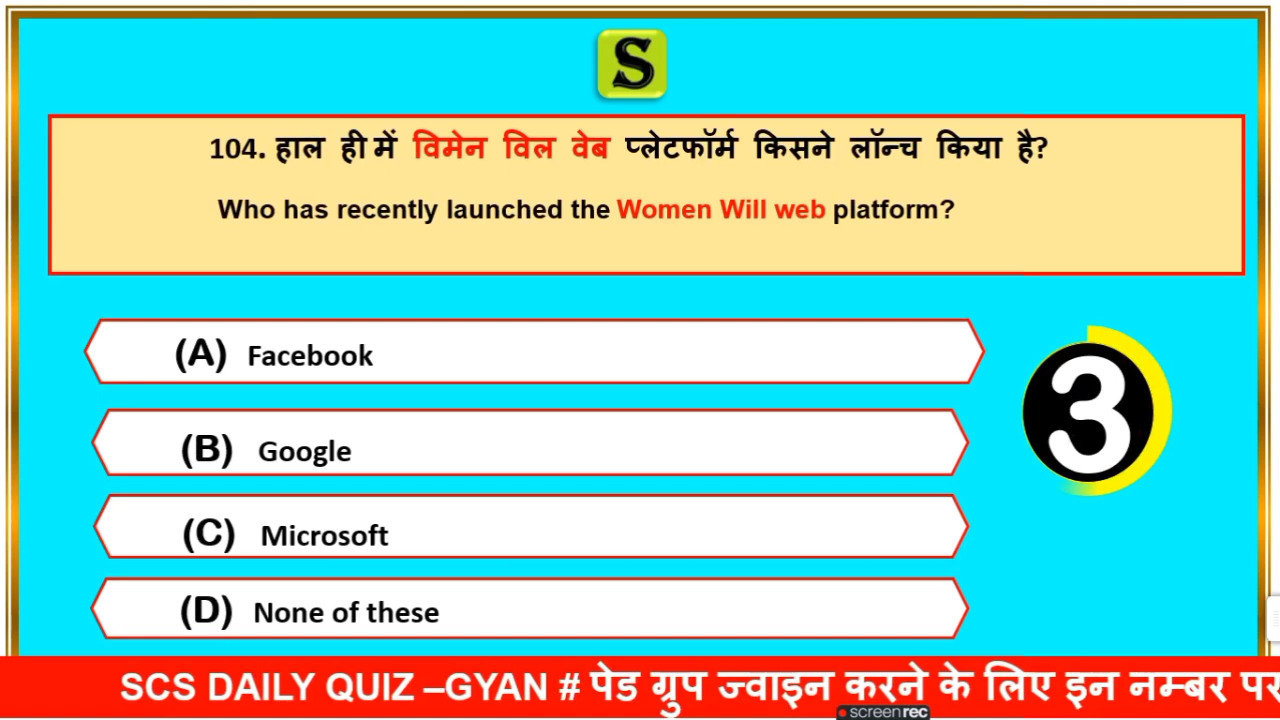 S
104. हाल ही में विमेन विल वेब प्लेटफॉर्म किसने लॉन्च किया है?
Who has recently launched the Women Will web platform?
(A) Facebook
3
(B) Google
(C) Microsoft
(D) None of these
SCS DAILY QUIZ –GYAN # पेड ग्रुप ज्वाइन करने के लिए इन नम्बर पर
screenrec